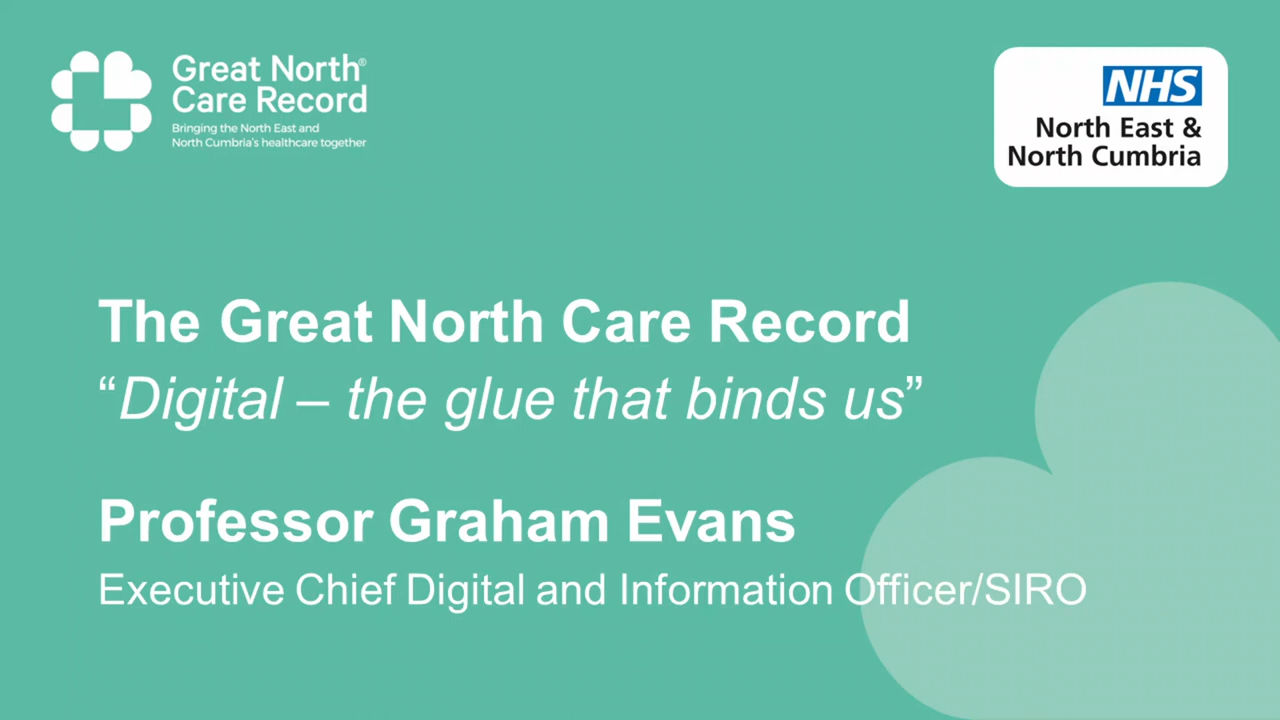 Great North®
Care Record
Bringing the North East and
North Cumbria's healthcare together
NHS
North East &
North Cumbria
The Great North Care Record
“Digital – the glue that binds us”
Professor Graham Evans
Executive Chief Digital and Information Officer/SIRO